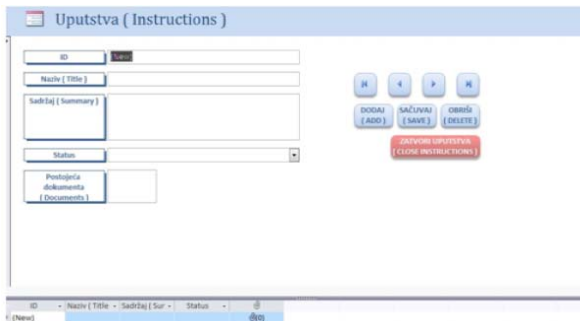 Uputstva ( Instructions )
ID
(New)
Naziv ( Title )
Sadržaj ( Summary )
Status
Postojeća
dokumenta
( Documents )
DODAJ
( ADD )
SAČUVAJ
( SAVE )
OBRIŠI
( DELETE )
ZATVORI UPUTSTVA
( CLOSE INSTRUCTIONS )
ID Naziv ( Title Sadržaj ( Sur Status
(New) (0)